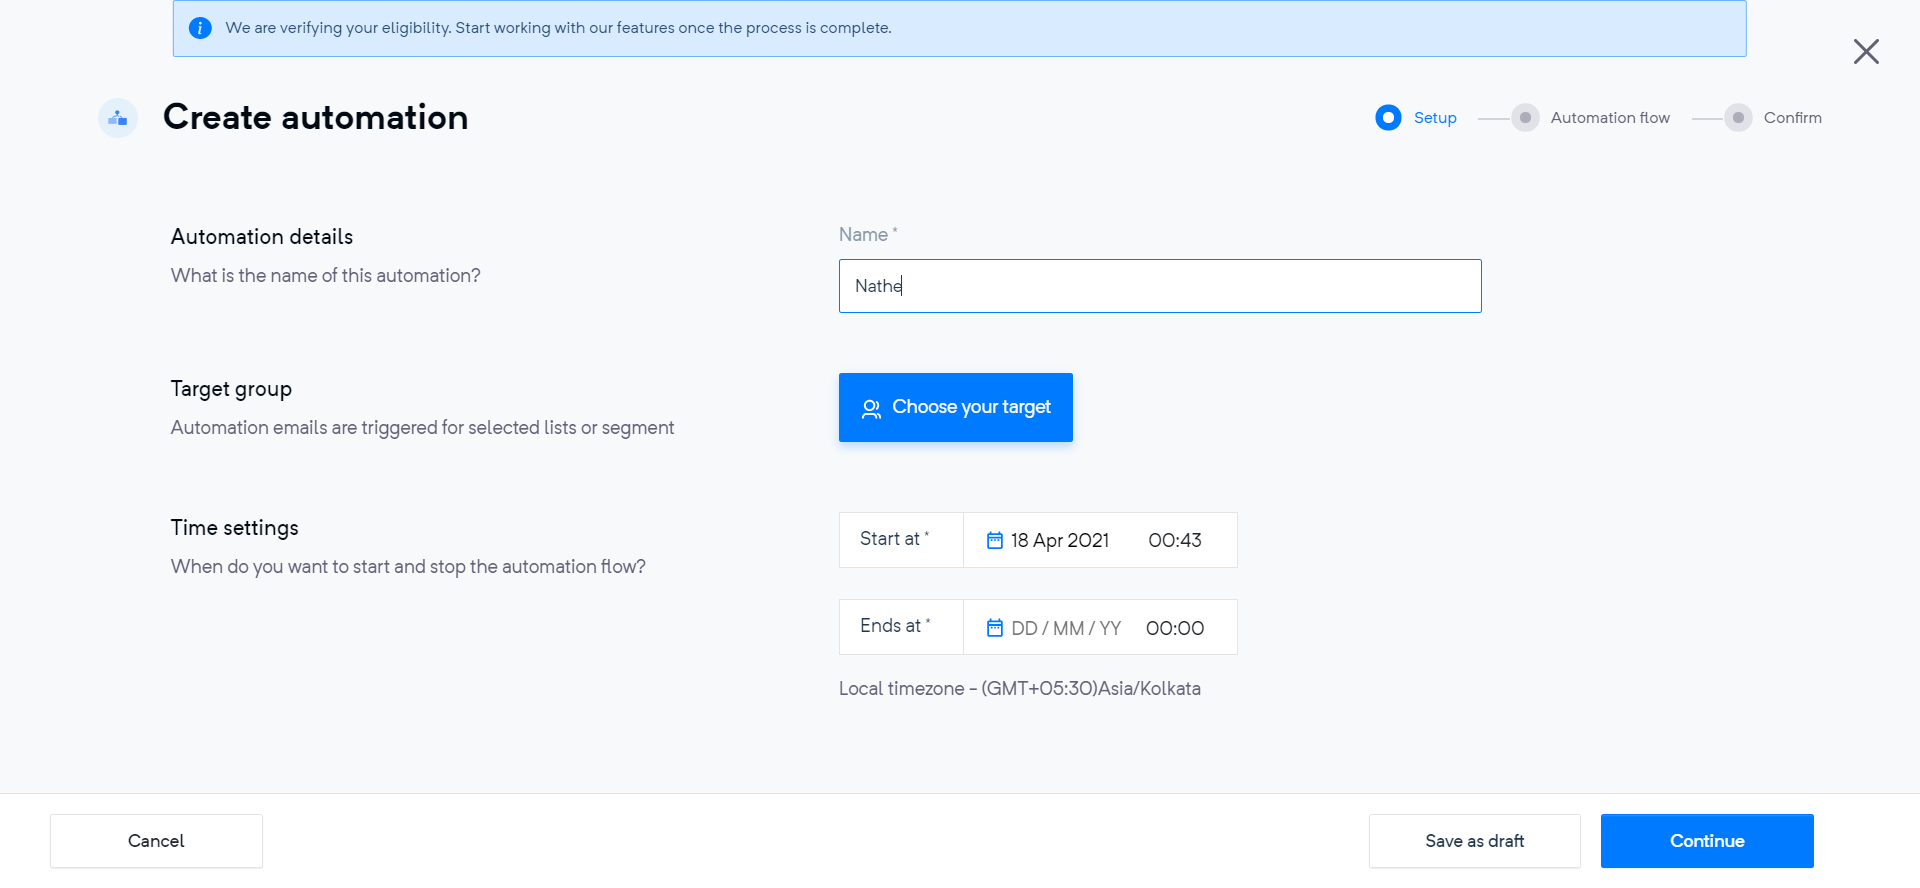 We are verifying your eligibility. Start working with our features once the process is complete.
Create automation
Setup
Automation flow
Confirm
Automation details
What is the name of this automation?
Name *
Nathe
Target group
Automation emails are triggered for selected lists or segment
Choose your target
Time settings
When do you want to start and stop the automation flow?
Start at * 18 Apr 2021 00:43
Ends at * DD / MM / YY 00:00
Local timezone - (GMT+05:30)Asia/Kolkata
Cancel
Save as draft
Continue